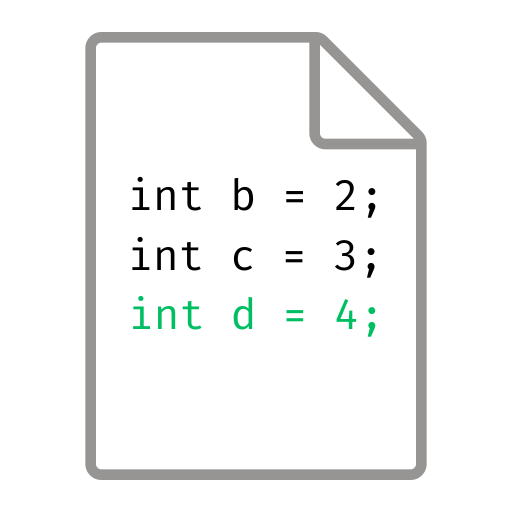 int b = 2;
int c = 3;
int d = 4;